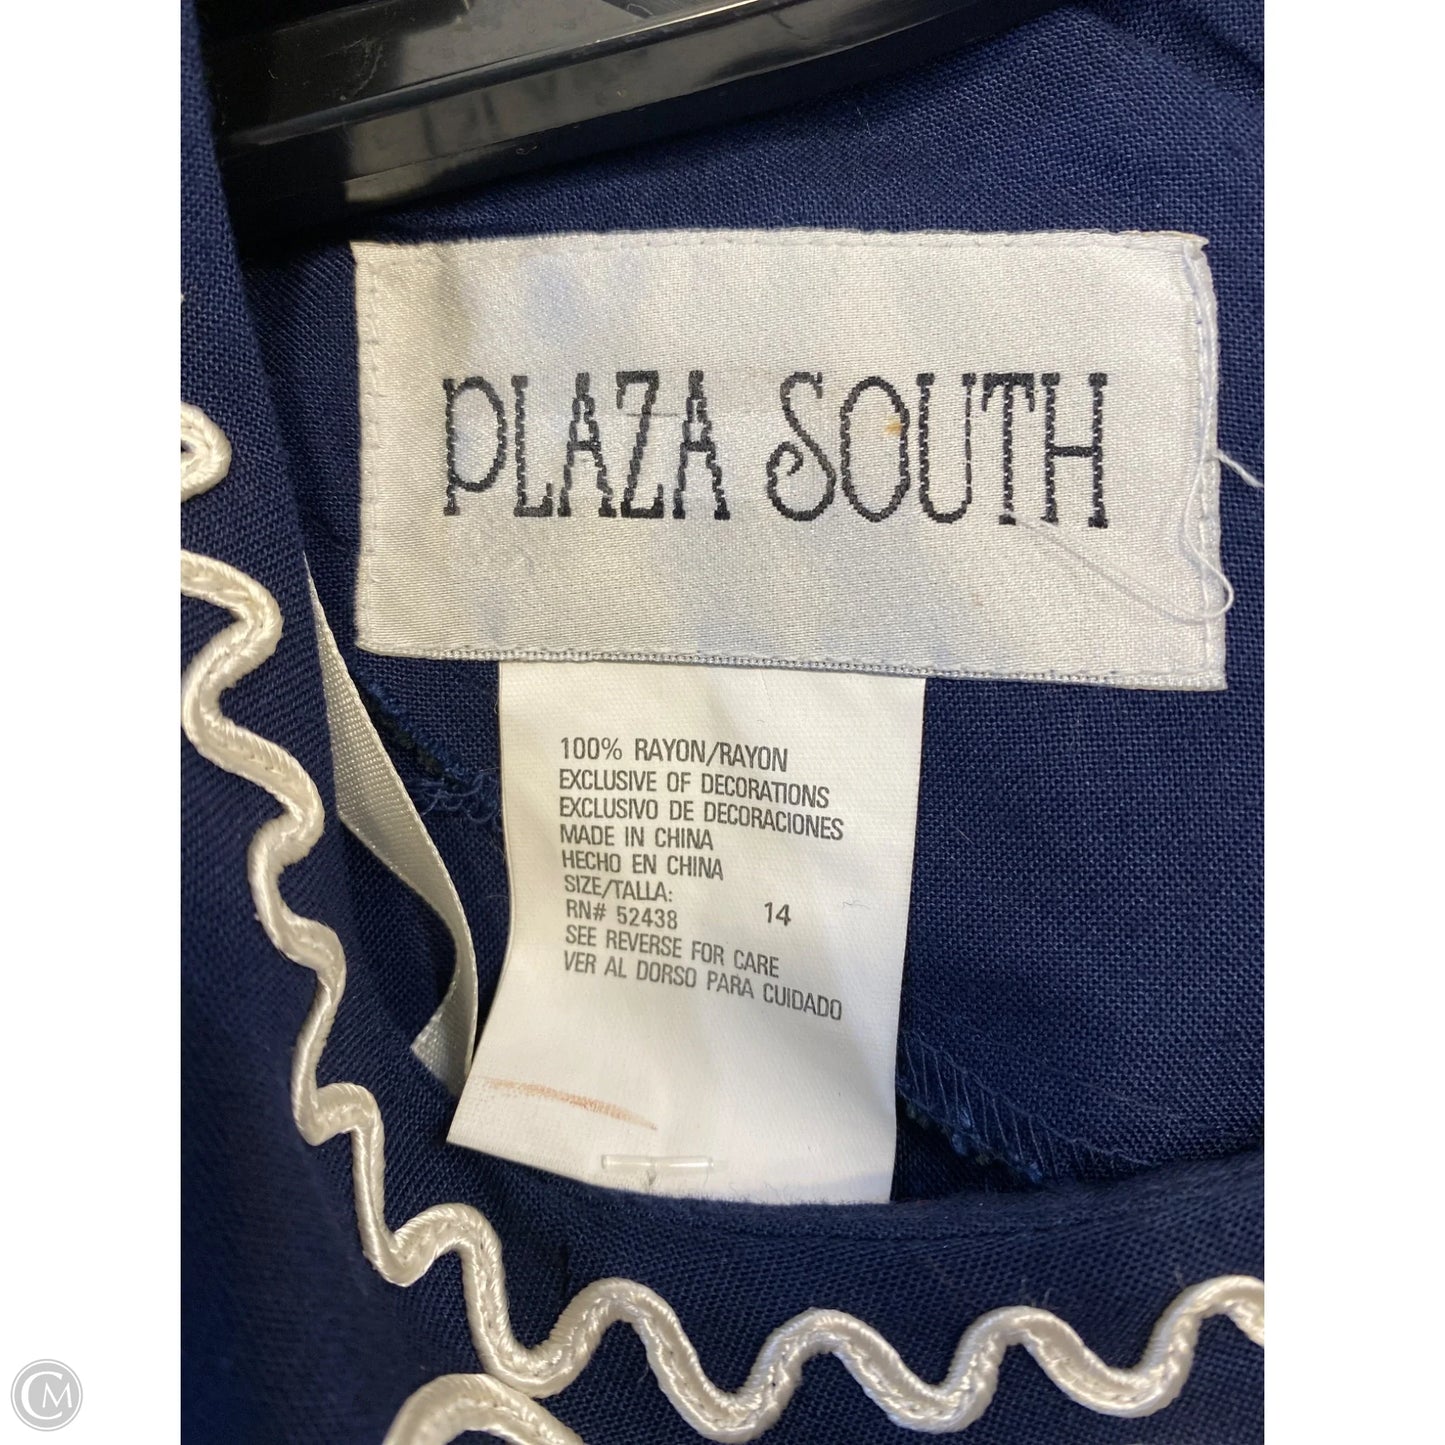 PLAZA SOUTH
100% RAYON/RAYON
EXCLUSIVE OF DECORATIONS
EXCLUSIVO DE DECORACIONES
MADE IN CHINA
HECHO EN CHINA
SIZE/TALLA: 14
RN# 52438
SEE REVERSE FOR CARE
VER AL DORSO PARA CUIDADO
CM